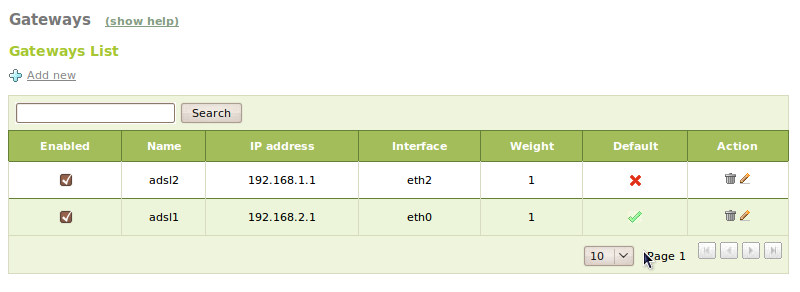 Gateways (show help)
Gateways List
Add new
Search
Enabled Name IP address Interface Weight Default Action
adsl2 192.168.1.1 eth2 1
adsl1 192.168.2.1 eth0 1
10 Page 1